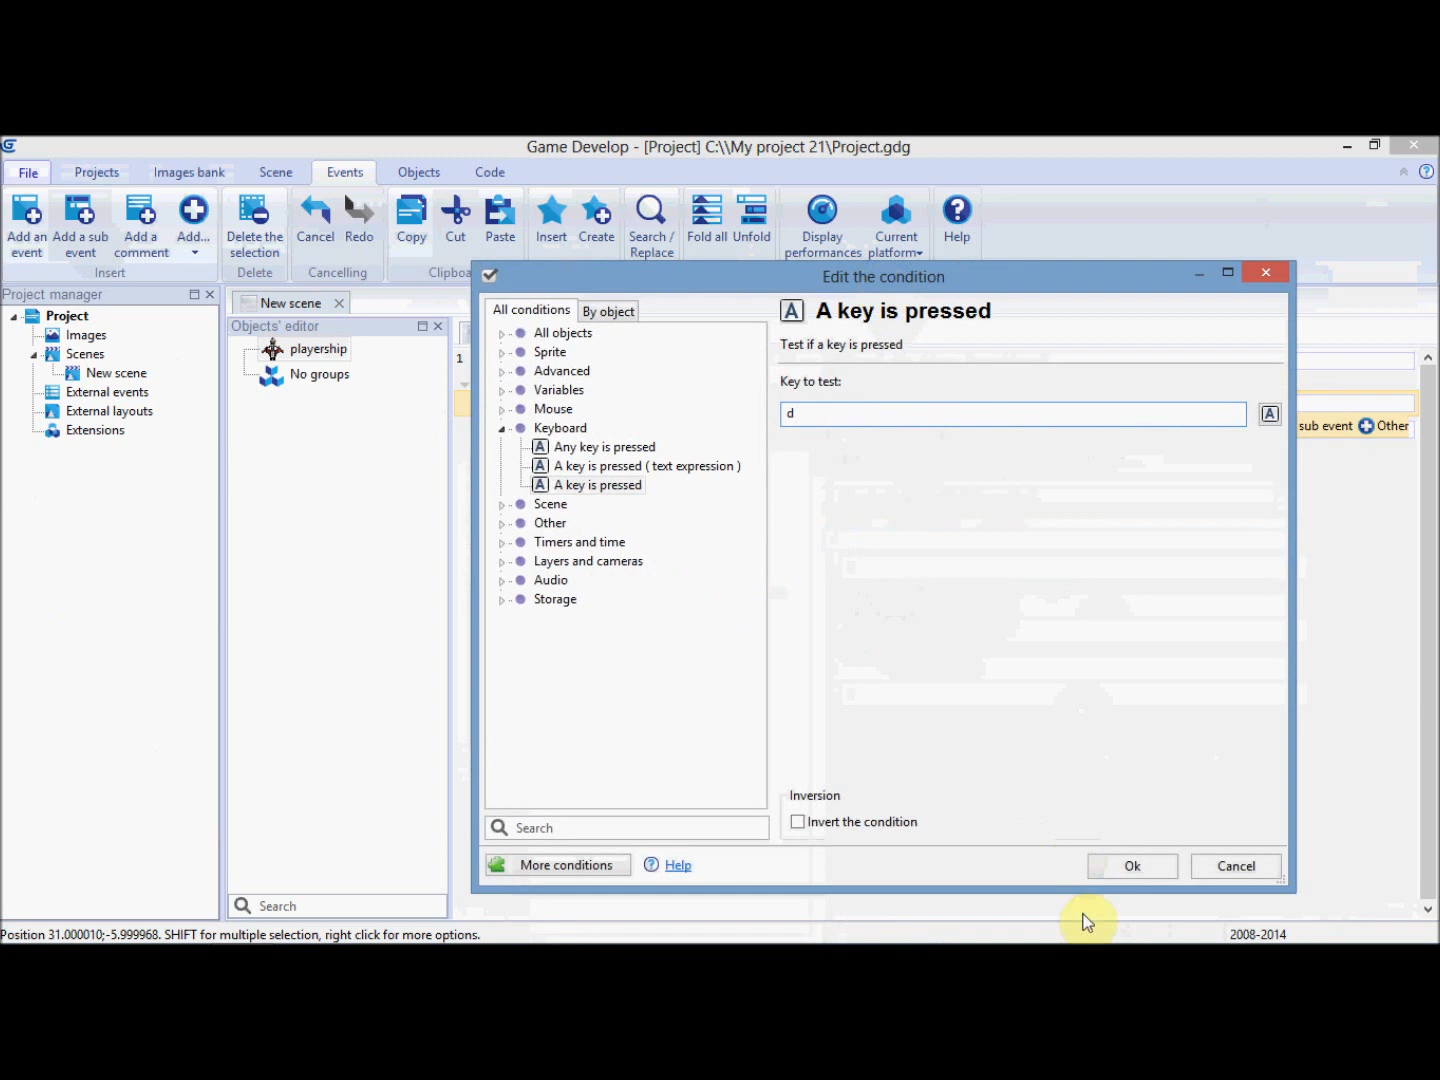 Game Develop - [Project] C:\\My project 21\Project.gdg
File Projects Images bank Scene Events Objects Code
Add an event
Add a sub event
Add a comment
Add...
Delete the selection
Cancel
Redo
Copy
Cut
Paste
Insert
Create
Search / Replace
Fold all
Unfold
Display performances
Current platform
Help
Insert Delete Cancelling Clipboa
Project manager
Project
Images
Scenes
New scene
External events
External layouts
Extensions
New scene
Objects' editor
playership
No groups
Search
1
Edit the condition
All conditions By object
All objects
Sprite
Advanced
Variables
Mouse
Keyboard
Any key is pressed
A key is pressed ( text expression )
A key is pressed
Scene
Other
Timers and time
Layers and cameras
Audio
Storage
Search
More conditions Help
A A key is pressed
Test if a key is pressed
Key to test:
d
A
Inversion
Invert the condition
Ok Cancel
sub event Other
Position 31.000010;-5.999968. SHIFT for multiple selection, right click for more options.
2008-2014